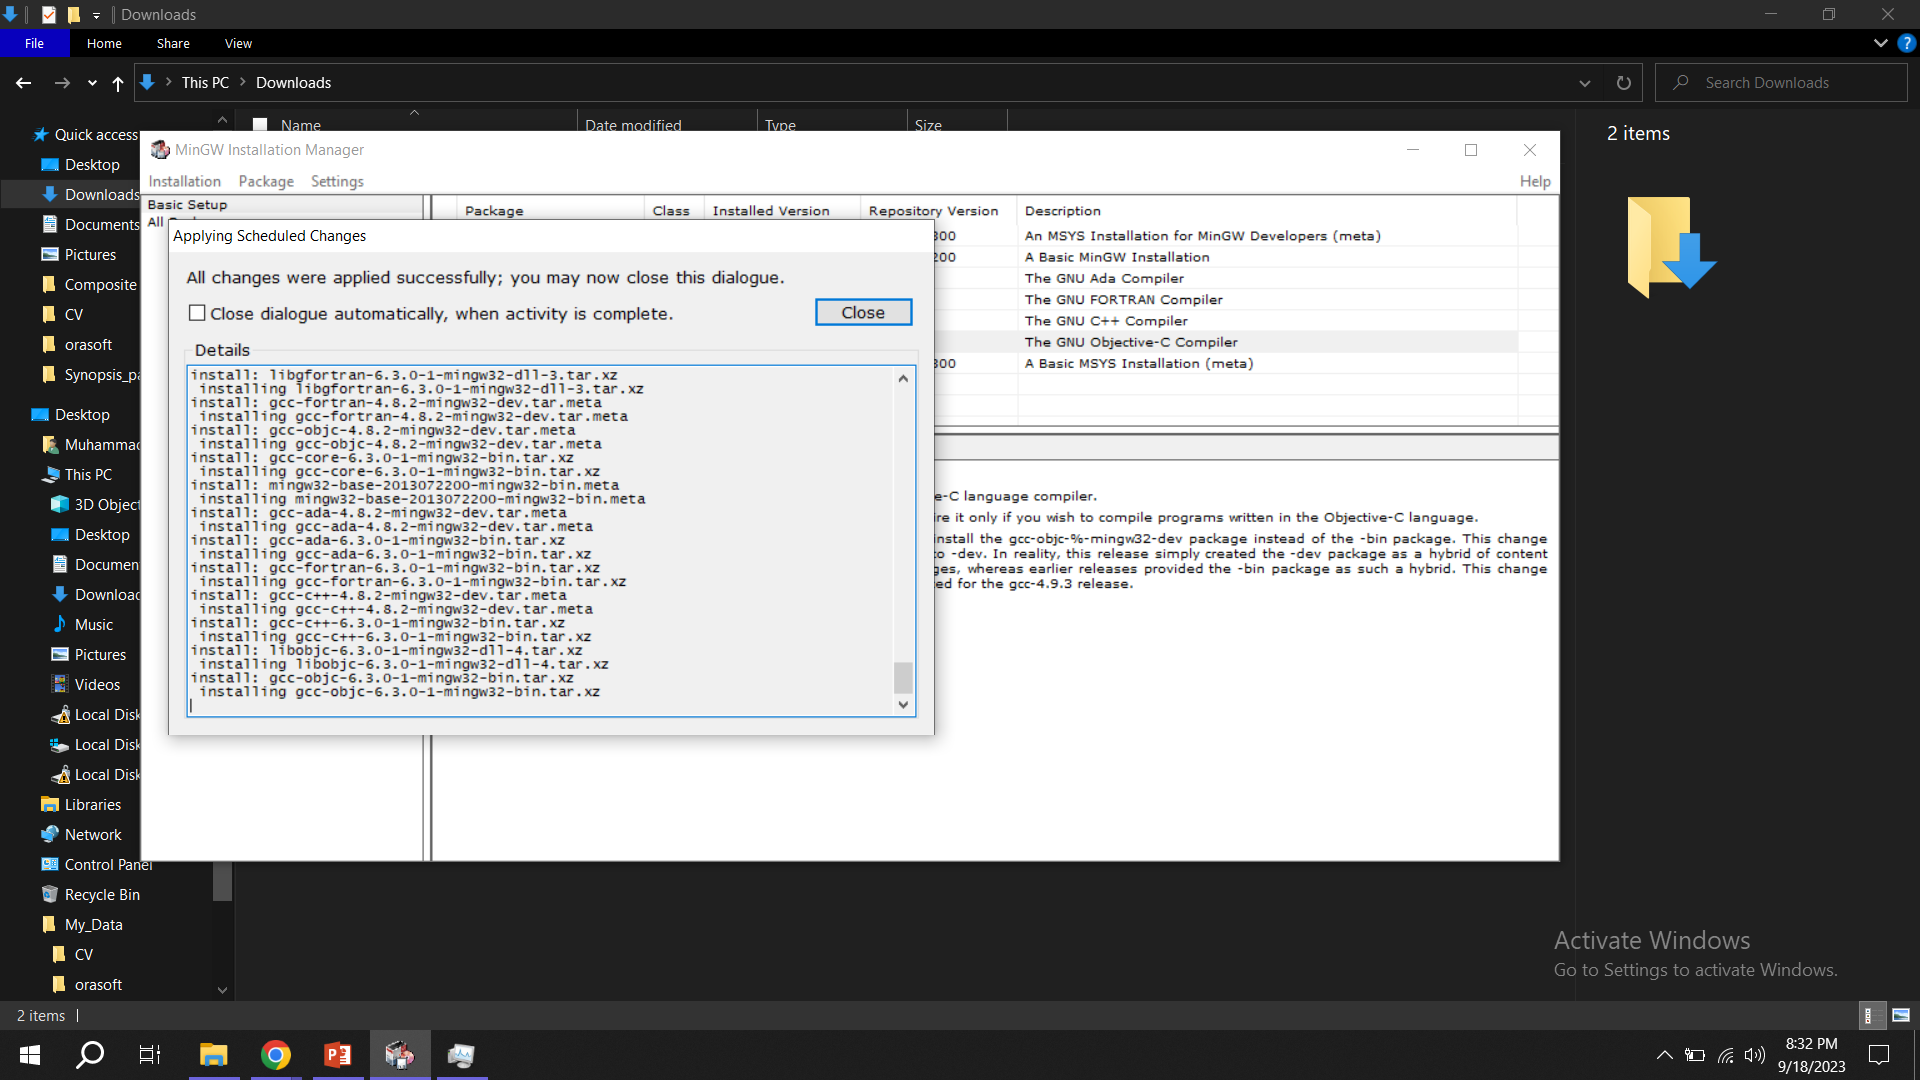 Downloads
File
Home
Share
View
This PC
Downloads
Search Downloads
Quick access
Desktop
Downloads
Documents
Pictures
Composite
CV
orasoft
Synopsis_pa
Desktop
Muhammad
This PC
3D Object
Desktop
Documen
Download
Music
Pictures
Videos
Local Disk
Local Disk
Local Disk
Libraries
Network
Control Panel
Recycle Bin
My_Data
CV
orasoft
Name
Date modified
Type
Size
2 items
MinGW Installation Manager
Installation
Package
Settings
Help
Basic Setup
All
Package
Class
Installed Version
Repository Version
Description
300
An MSYS Installation for MinGW Developers (meta)
200
A Basic MinGW Installation
The GNU Ada Compiler
The GNU FORTRAN Compiler
The GNU C++ Compiler
The GNU Objective-C Compiler
300
A Basic MSYS Installation (meta)
e-C language compiler.
ire it only if you wish to compile programs written in the Objective-C language.
install the gcc-objc-%-mingw32-dev package instead of the -bin package. This change
to -dev. In reality, this release simply created the -dev package as a hybrid of content
ges, whereas earlier releases provided the -bin package as such a hybrid. This change
ed for the gcc-4.9.3 release.
Applying Scheduled Changes
All changes were applied successfully; you may now close this dialogue.
Close dialogue automatically, when activity is complete.
Close
Details
install: libgfortran-6.3.0-1-mingw32-dll-3.tar.xz
installing libgfortran-6.3.0-1-mingw32-dll-3.tar.xz
install: gcc-fortran-4.8.2-mingw32-dev.tar.meta
installing gcc-fortran-4.8.2-mingw32-dev.tar.meta
install: gcc-objc-4.8.2-mingw32-dev.tar.meta
installing gcc-objc-4.8.2-mingw32-dev.tar.meta
install: gcc-core-6.3.0-1-mingw32-bin.tar.xz
installing gcc-core-6.3.0-1-mingw32-bin.tar.xz
install: mingw32-base-2013072200-mingw32-bin.meta
installing mingw32-base-2013072200-mingw32-bin.meta
install: gcc-ada-4.8.2-mingw32-dev.tar.meta
installing gcc-ada-4.8.2-mingw32-dev.tar.meta
install: gcc-ada-6.3.0-1-mingw32-bin.tar.xz
installing gcc-ada-6.3.0-1-mingw32-bin.tar.xz
install: gcc-fortran-6.3.0-1-mingw32-bin.tar.xz
installing gcc-fortran-6.3.0-1-mingw32-bin.tar.xz
install: gcc-c++-4.8.2-mingw32-dev.tar.meta
installing gcc-c++-4.8.2-mingw32-dev.tar.meta
install: gcc-c++-6.3.0-1-mingw32-bin.tar.xz
installing gcc-c++-6.3.0-1-mingw32-bin.tar.xz
install: libobjc-6.3.0-1-mingw32-dll-4.tar.xz
installing libobjc-6.3.0-1-mingw32-dll-4.tar.xz
install: gcc-objc-6.3.0-1-mingw32-bin.tar.xz
installing gcc-objc-6.3.0-1-mingw32-bin.tar.xz
Activate Windows
Go to Settings to activate Windows.
2 items
8:32 PM
9/18/2023